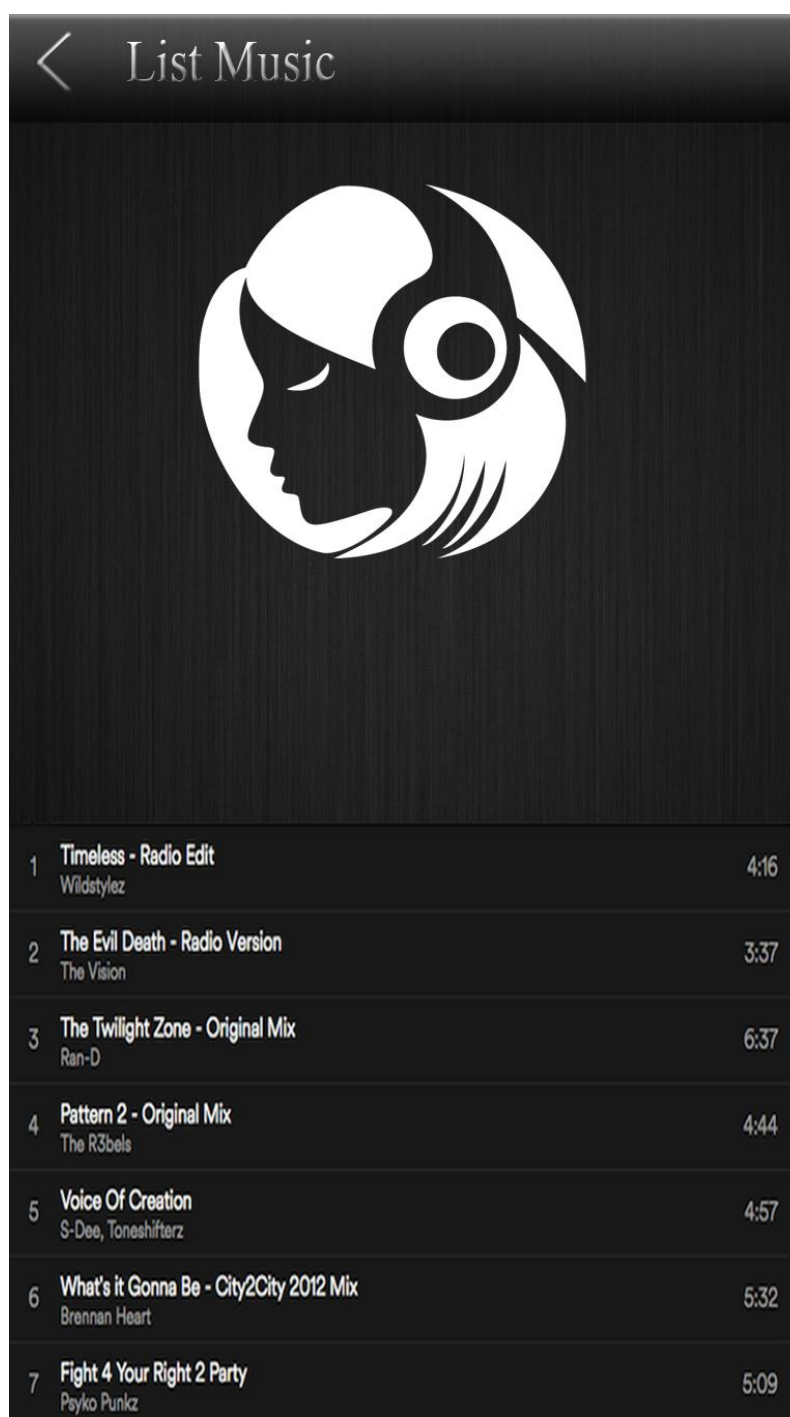 List Music
1 Timeless - Radio Edit 4:16
Wildstylez
2 The Evil Death - Radio Version 3:37
The Vision
3 The Twilight Zone - Original Mix 6:37
Ran-D
4 Pattern 2 - Original Mix 4:44
The R3bels
5 Voice Of Creation 4:57
S-Dee, Toneshifterz
6 What's it Gonna Be - City2City 2012 Mix 5:32
Brennan Heart
7 Fight 4 Your Right 2 Party 5:09
Psyko Punkz